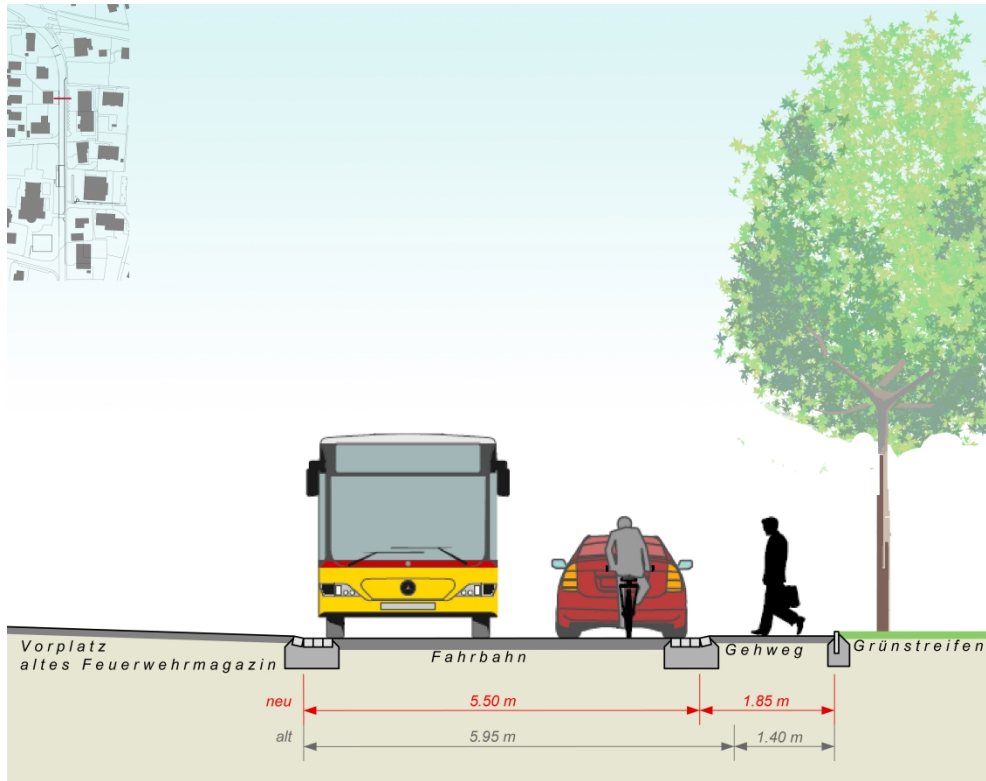 Vorplatz
altes Feuerwehrmagazin
Fahrbahn
Gehweg
Grünstreifen
neu 5.50 m 1.85 m
alt 5.95 m 1.40 m